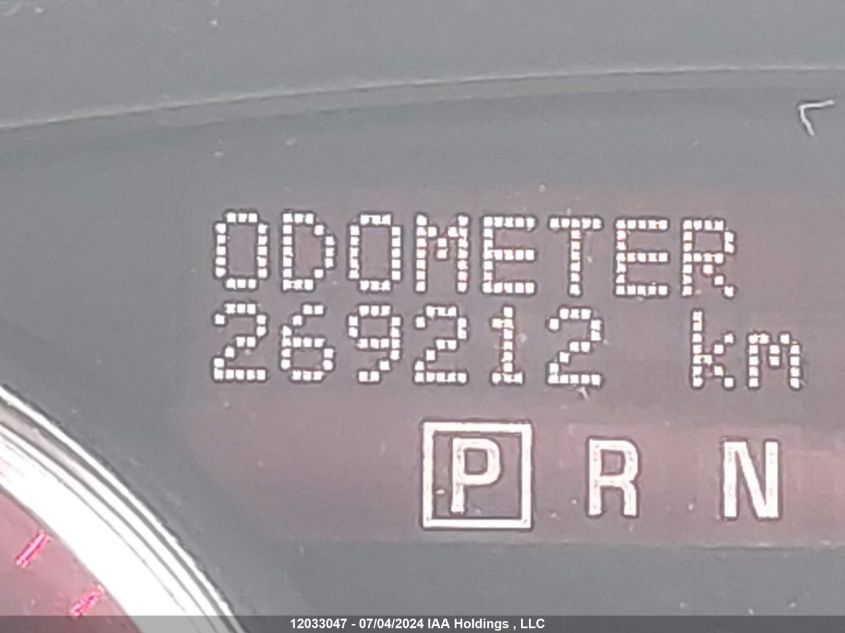 ODOMETER
269212 km
P R N
12033047 - 07/04/2024 IAA Holdings , LLC